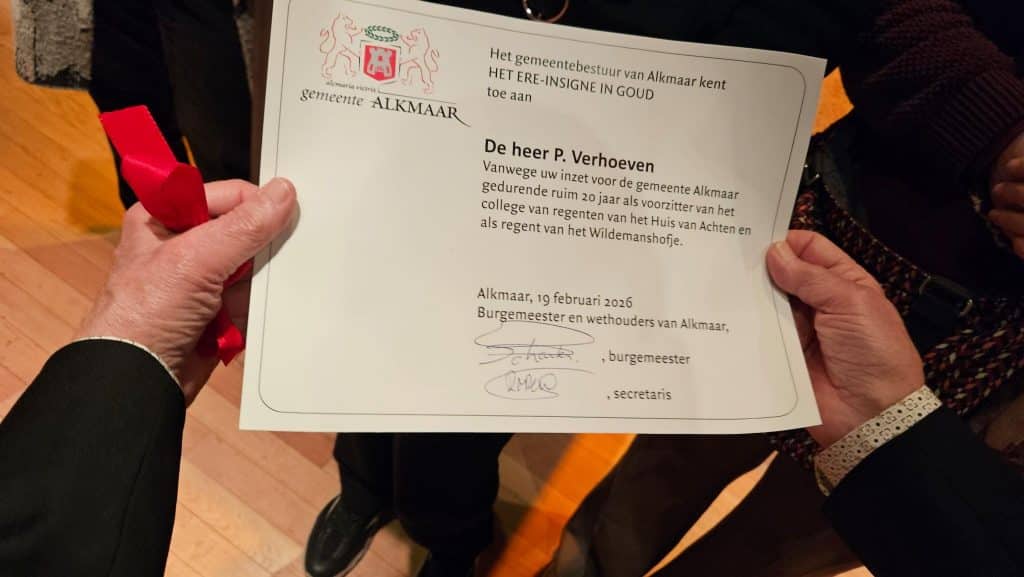 alcmaria victrix
gemeente ALKMAAR
Het gemeentebestuur van Alkmaar kent
HET ERE-INSIGNE IN GOUD
toe aan
De heer P. Verhoeven
Vanwege uw inzet voor de gemeente Alkmaar
gedurende ruim 20 jaar als voorzitter van het
college van regenten van het Huis van Achten en
als regent van het Wildemanshofje.
Alkmaar, 19 februari 2026
Burgemeester en wethouders van Alkmaar,
, burgemeester
, secretaris